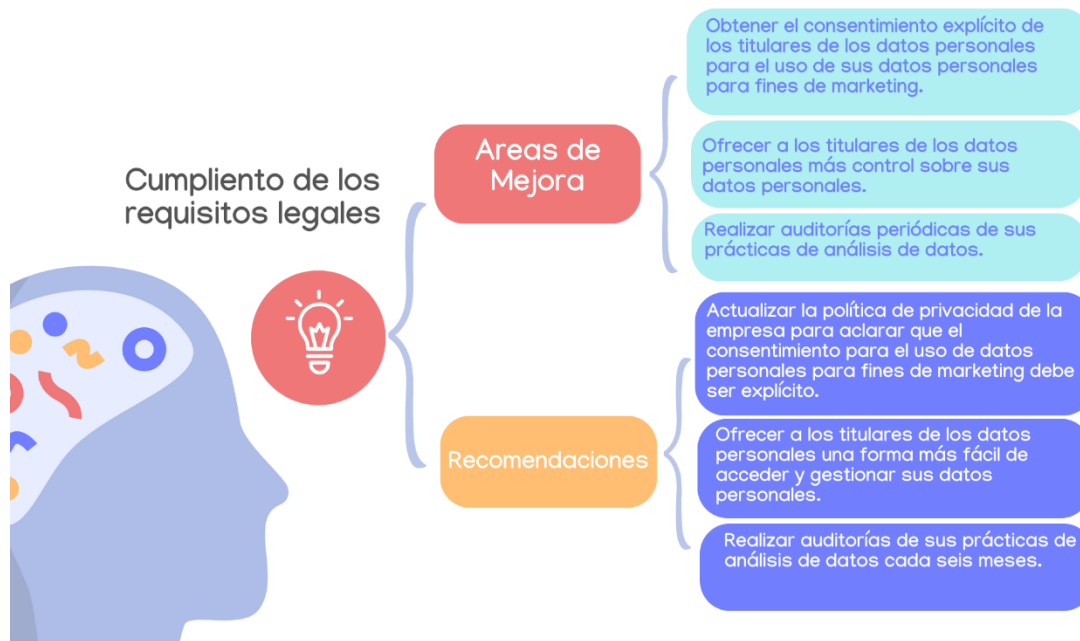 Cumpliento de los
requisitos legales
Areas de
Mejora
Obtener el consentimiento explícito de
los titulares de los datos personales
para el uso de sus datos personales
para fines de marketing.
Ofrecer a los titulares de los datos
personales más control sobre sus
datos personales.
Realizar auditorías periódicas de sus
prácticas de análisis de datos.
Recomendaciones
Actualizar la política de privacidad de la
empresa para aclarar que el
consentimiento para el uso de datos
personales para fines de marketing debe
ser explícito.
Ofrecer a los titulares de los datos
personales una forma más fácil de
acceder y gestionar sus datos
personales.
Realizar auditorías de sus prácticas de
análisis de datos cada seis meses.